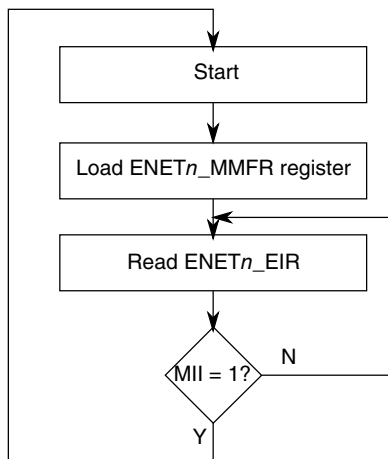 Start
Load ENETn_MMFR register
Read ENETn_EIR
MII = 1?
N
Y